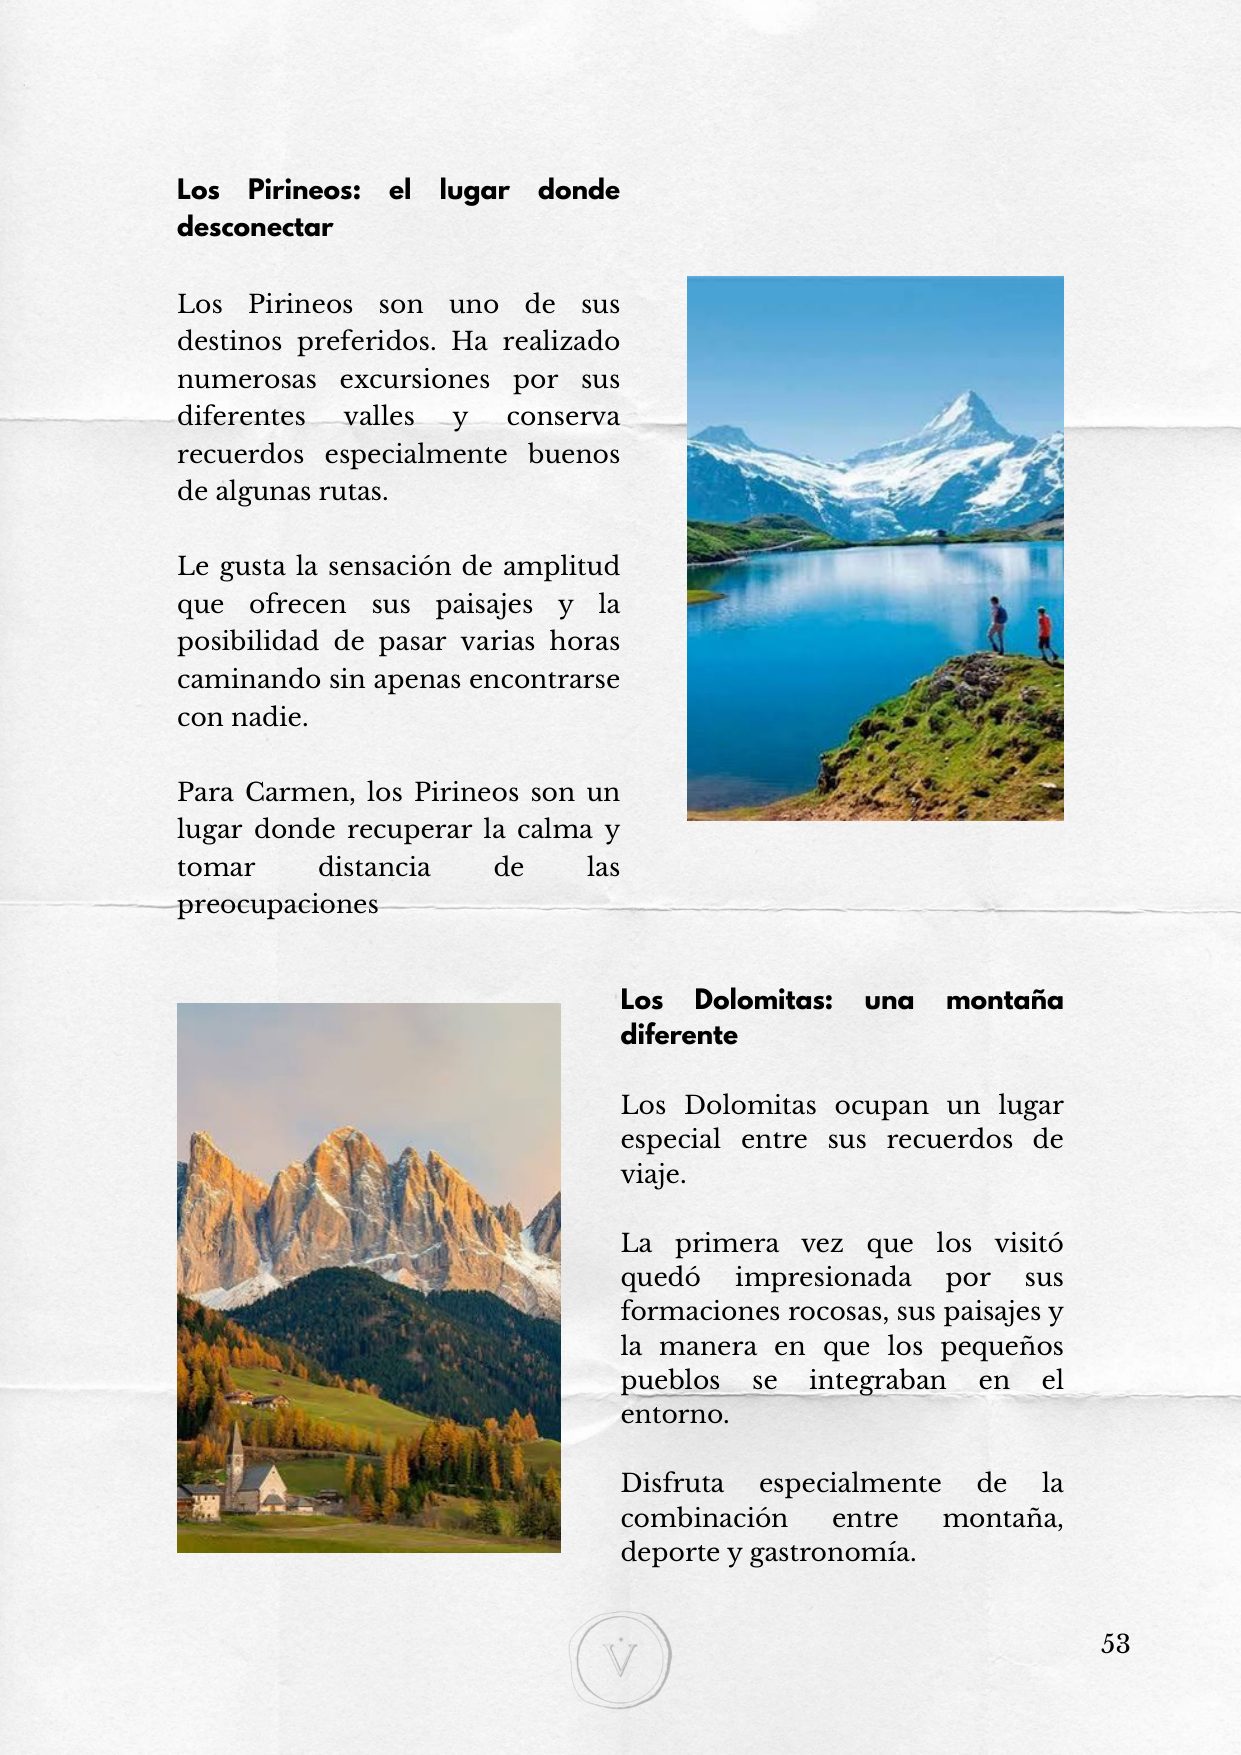 Los Pirineos: el lugar donde
desconectar
Los Pirineos son uno de sus
destinos preferidos. Ha realizado
numerosas excursiones por sus
diferentes valles y conserva
recuerdos especialmente buenos
de algunas rutas.
Le gusta la sensación de amplitud
que ofrecen sus paisajes y la
posibilidad de pasar varias horas
caminando sin apenas encontrarse
con nadie.
Para Carmen, los Pirineos son un
lugar donde recuperar la calma y
tomar distancia de las
preocupaciones
Los Dolomitas: una montaña
diferente
Los Dolomitas ocupan un lugar
especial entre sus recuerdos de
viaje.
La primera vez que los visitó
quedó impresionada por sus
formaciones rocosas, sus paisajes y
la manera en que los pequeños
pueblos se integraban en el
entorno.
Disfruta especialmente de la
combinación entre montaña,
deporte y gastronomía.
V
53